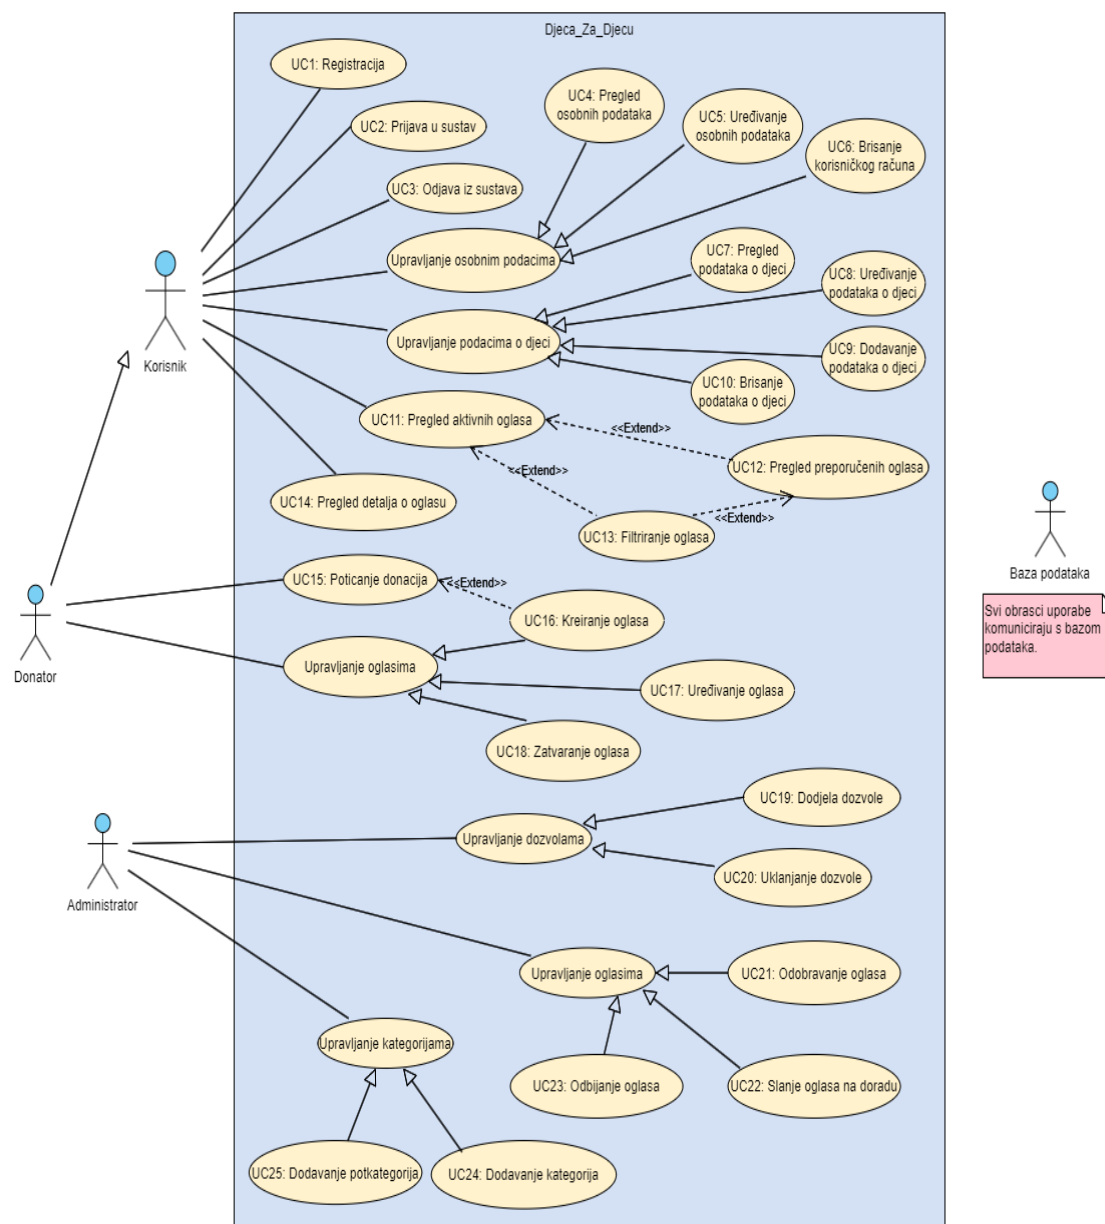 Djeca_Za_Djecu
UC1: Registracija
UC4: Pregled
osobnih podataka
UC5: Uređivanje
osobnih podataka
UC2: Prijava u sustav
UC6: Brisanje
korisničkog računa
UC3: Odjava iz sustava
Upravljanje osobnim podacima
UC7: Pregled
podataka o djeci
UC8: Uređivanje
podataka o djeci
Korisnik
Upravljanje podacima o djeci
UC9: Dodavanje
podataka o djeci
UC10: Brisanje
podataka o djeci
UC11: Pregled aktivnih oglasa
<<Extend>>
UC12: Pregled preporučenih oglasa
<<Extend>>
UC14: Pregled detalja o oglasu
<<Extend>>
UC13: Filtriranje oglasa
Baza podataka
Svi obrasci uporabe
komuniciraju s bazom
podataka.
UC15: Poticanje donacija
<<Extend>>
UC16: Kreiranje oglasa
Donator
Upravljanje oglasima
UC17: Uređivanje oglasa
UC18: Zatvaranje oglasa
UC19: Dodjela dozvole
Upravljanje dozvolama
UC20: Uklanjanje dozvole
Administrator
Upravljanje oglasima
UC21: Odobravanje oglasa
Upravljanje kategorijama
UC23: Odbijanje oglasa
UC22: Slanje oglasa na doradu
UC25: Dodavanje potkategorija
UC24: Dodavanje kategorija